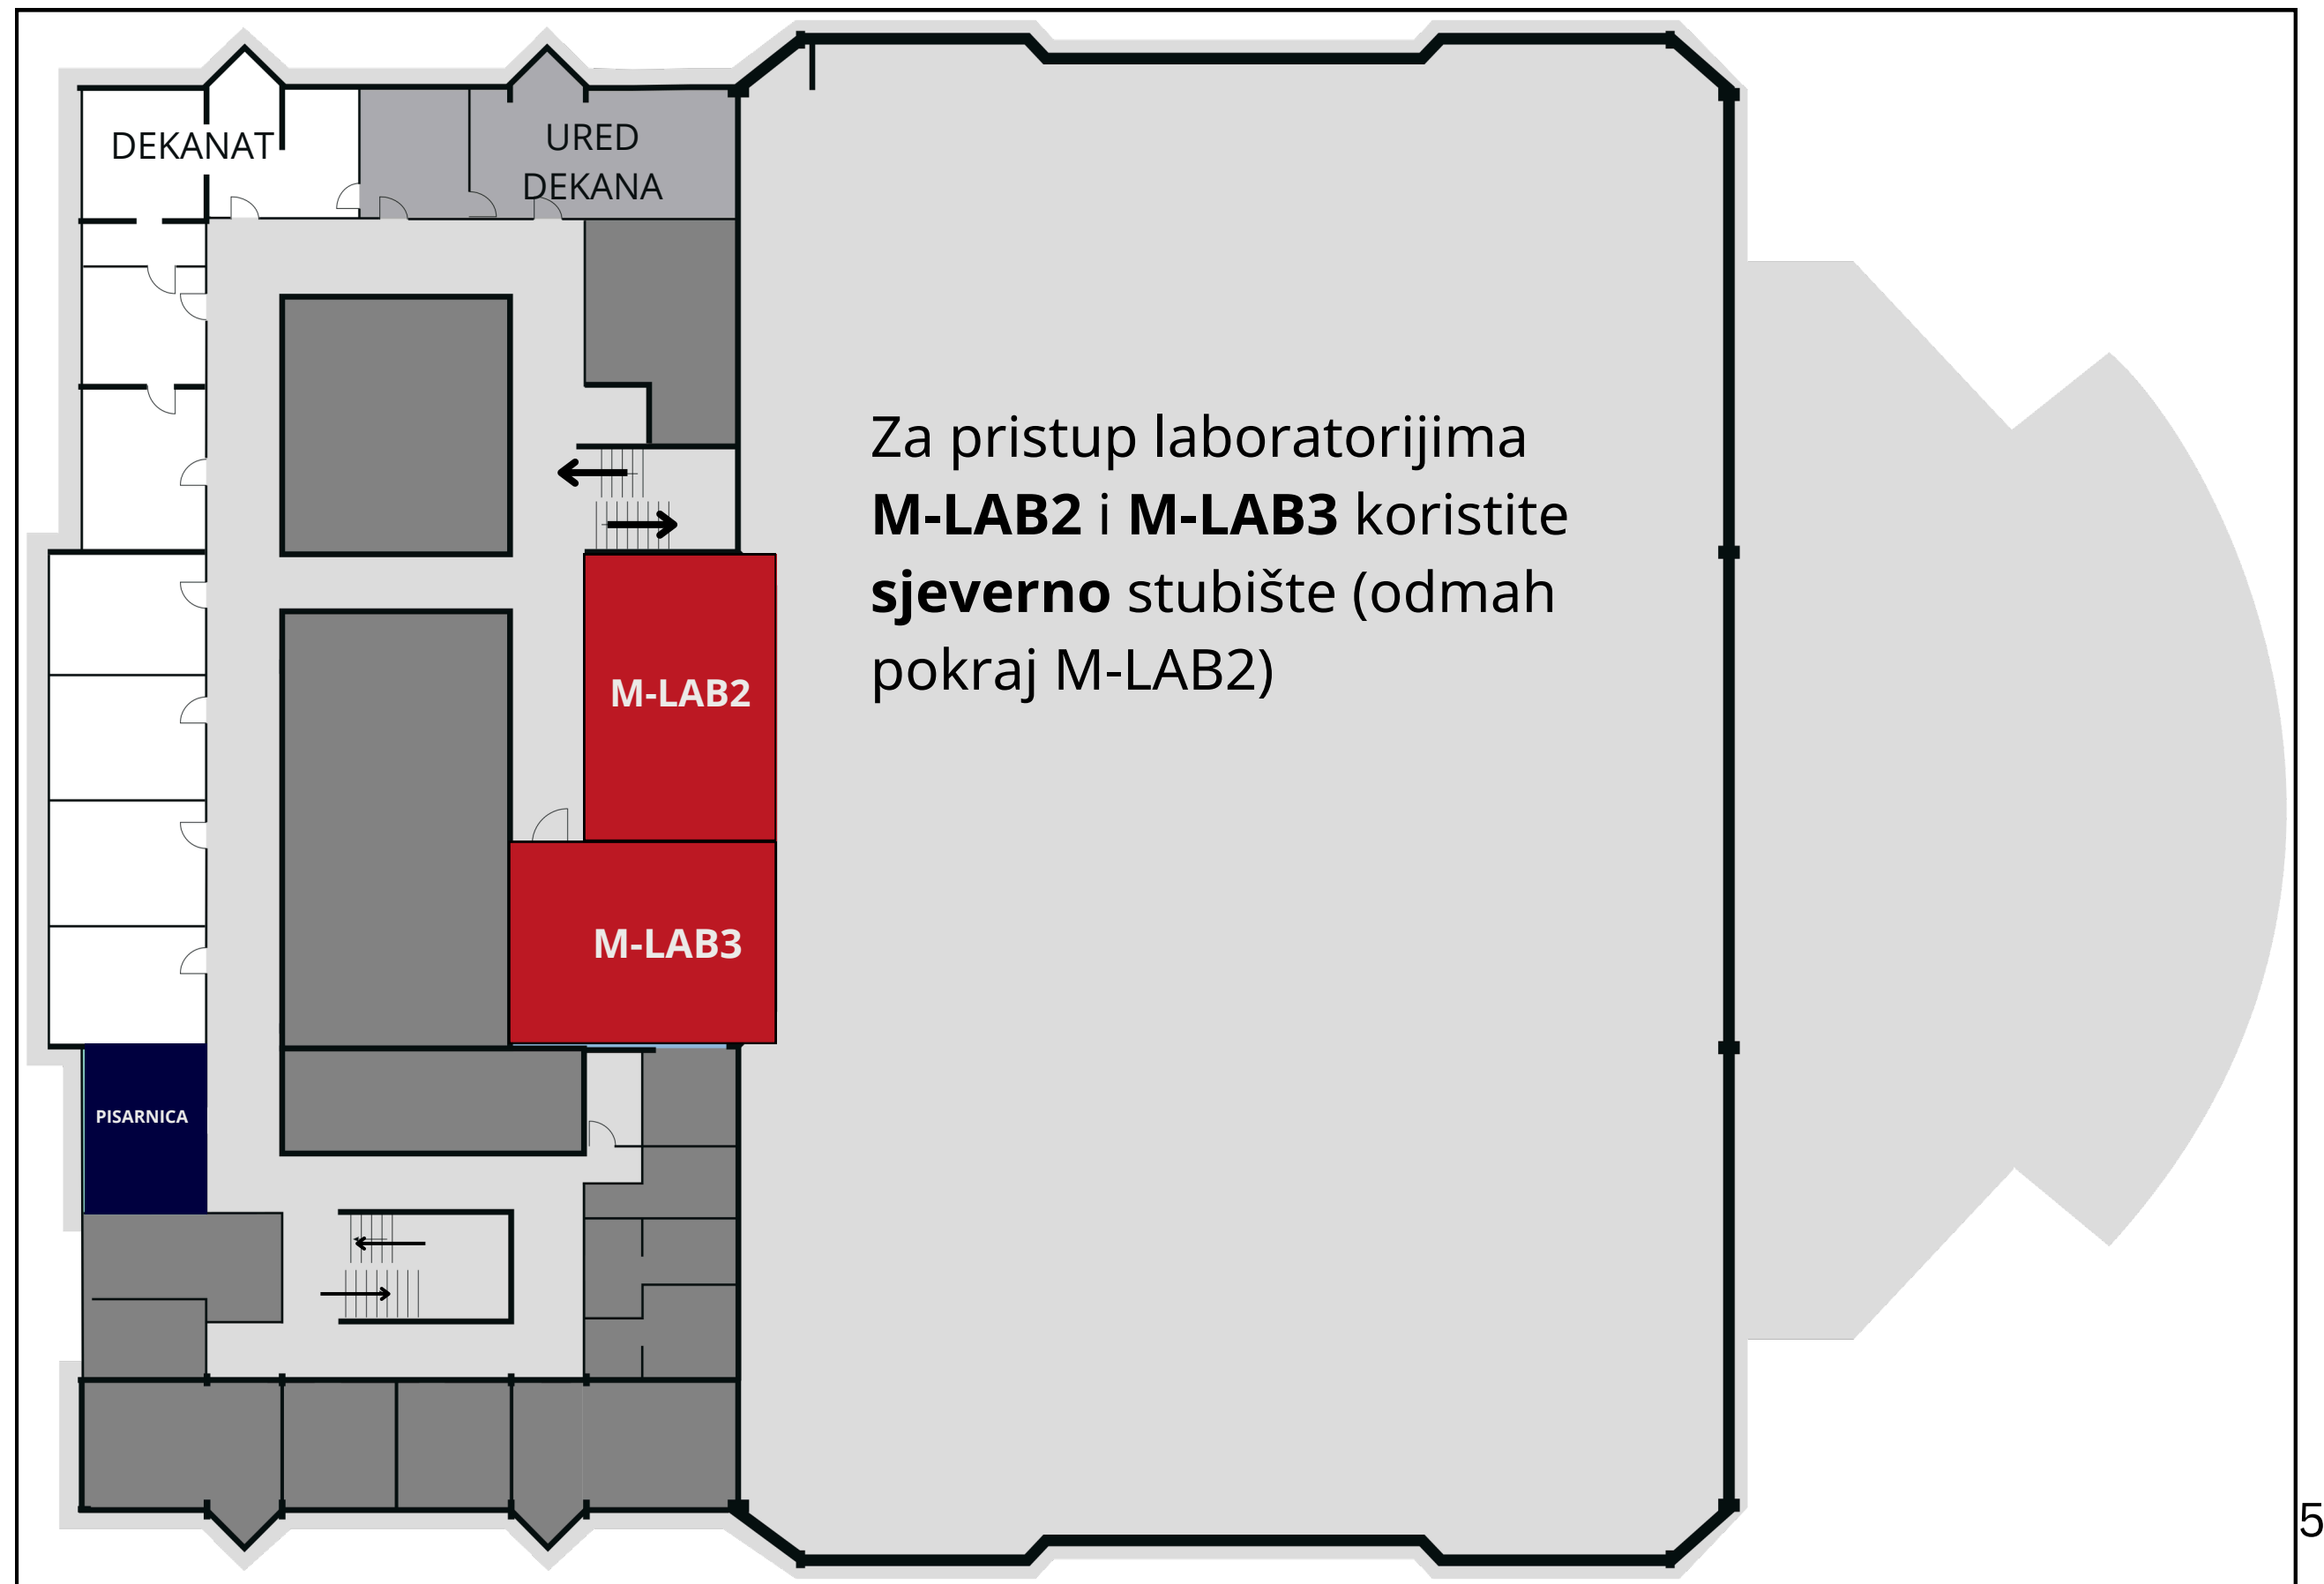 DEKANAT
URED
DEKANA
Za pristup laboratorijima
M-LAB2 i M-LAB3 koristite
sjeverno stubište (odmah
pokraj M-LAB2)
M-LAB2
M-LAB3
PISARNICA
5